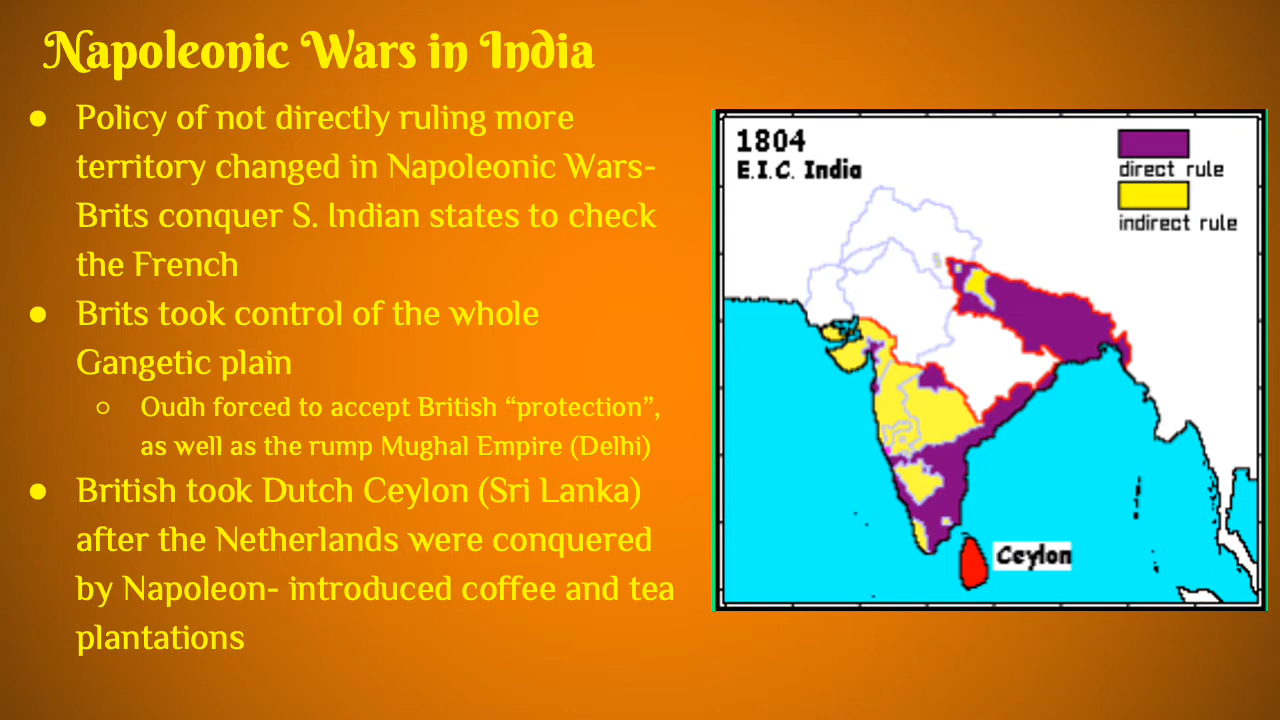 Napoleonic Wars in India
● Policy of not directly ruling more
territory changed in Napoleonic Wars-
Brits conquer S. Indian states to check
the French
● Brits took control of the whole
Gangetic plain
○ Oudh forced to accept British “protection”,
as well as the rump Mughal Empire (Delhi)
● British took Dutch Ceylon (Sri Lanka)
after the Netherlands were conquered
by Napoleon- introduced coffee and tea
plantations
1804
E.I.C. India
direct rule
indirect rule
Ceylon